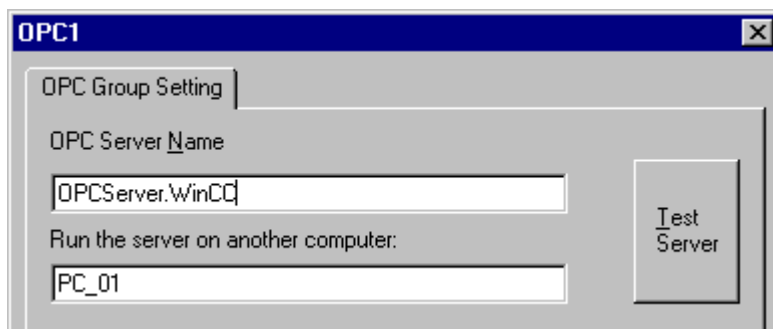 OPC1
OPC Group Setting
OPC Server Name
OPCServer.WinCC
Run the server on another computer:
PC_01
Test
Server